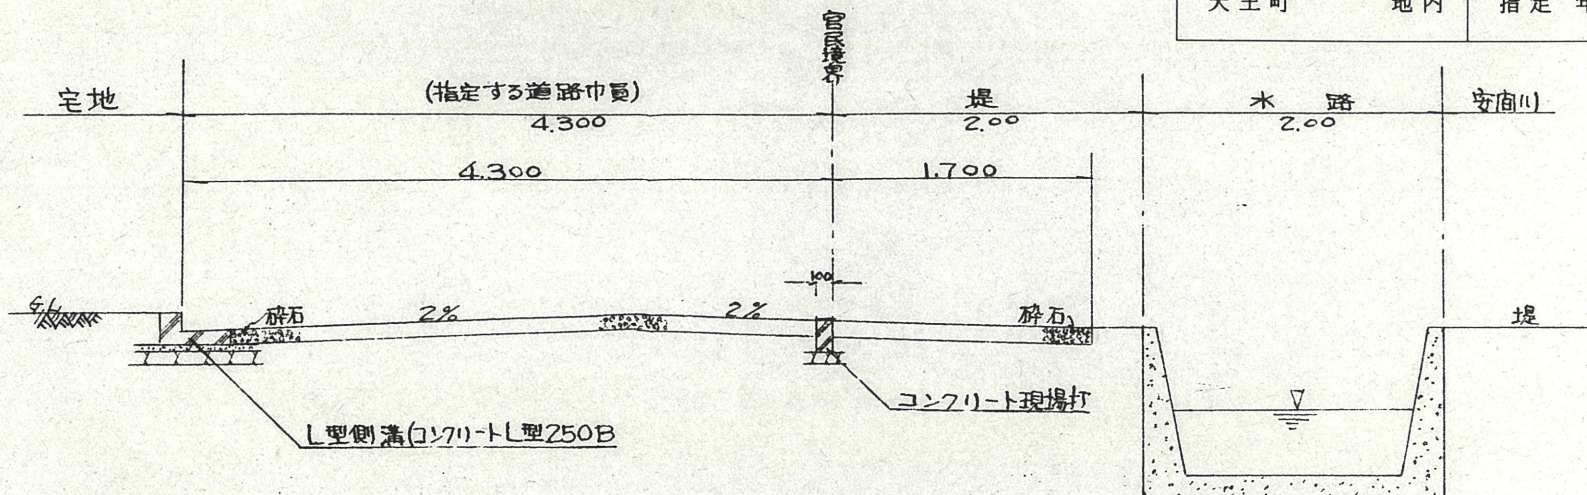 天王町 地内 指定
官民境界
宅地 (指定する道路巾員) 堤 水路 安間川
4.300 2.00 2.00
4.300 1.700
100
G.L 砕石 2% 2% 砕石 堤
コンクリート現場打
L型側溝(コンクリートL型250B